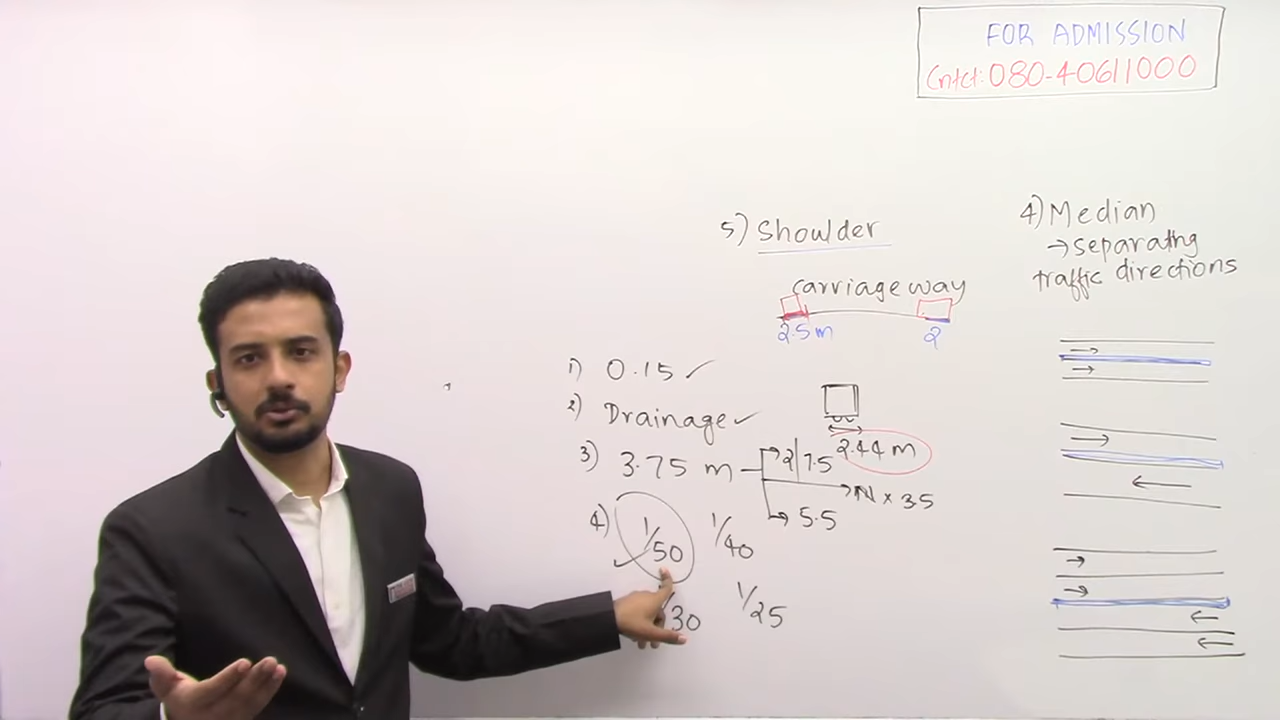 FOR ADMISSION
Cntct: 080-40611000
5) Shoulder
carriage way
2.5m
2
1) 0.15 ✓
2) Drainage ✓
3) 3.75 m
2/7.5
2.44 m
N × 3.5
5.5
4) 1/50
1/40
/30
1/25
4) Median
→ separating
traffic directions